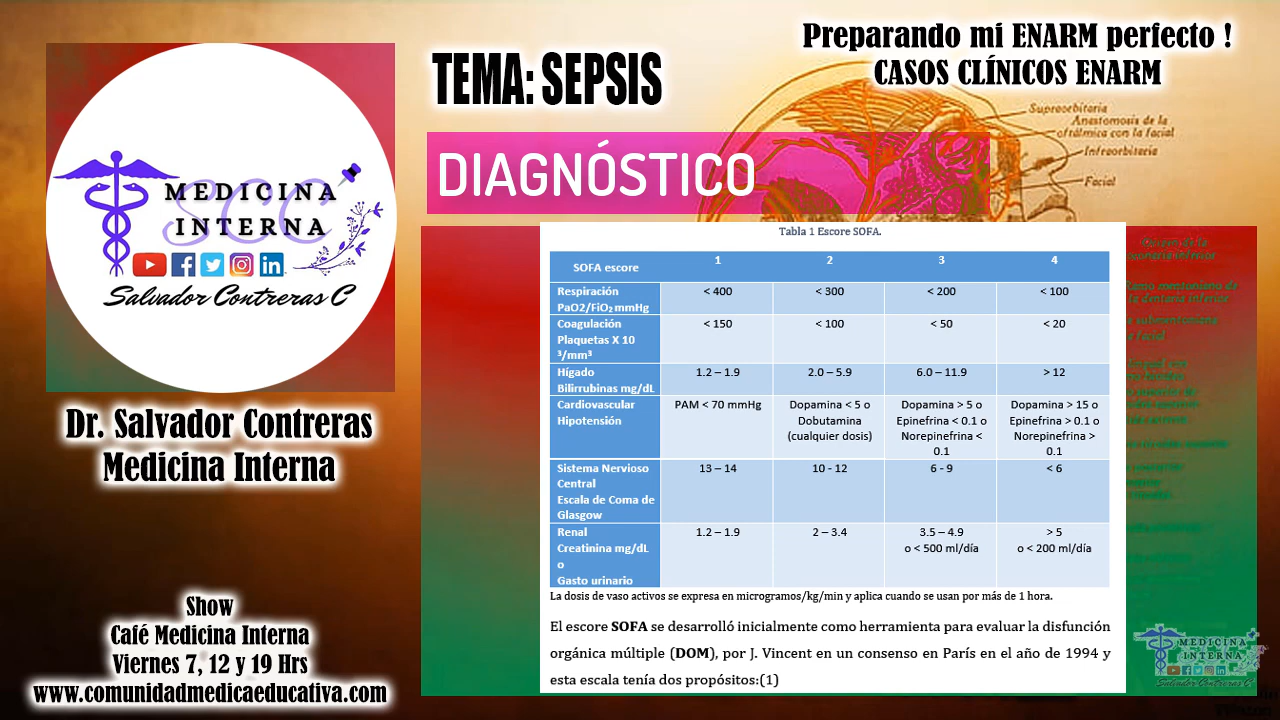 Preparando mi ENARM perfecto !
CASOS CLÍNICOS ENARM
TEMA: SEPSIS
DIAGNÓSTICO
Supraorbitaria
Anastomosis de la
oftálmica con la facial
Infraorbitaria
Facial
SCC
MEDICINA
INTERNA
Salvador Contreras C
Dr. Salvador Contreras
Medicina Interna
Show
Café Medicina Interna
Viernes 7, 12 y 19 Hrs
www.comunidadmedicaeducativa.com
Tabla 1 Escore SOFA.
SOFA escore 1 2 3 4
Respiración
PaO2/FiO₂ mmHg < 400 < 300 < 200 < 100
Coagulación
Plaquetas X 10
³/mm³ < 150 < 100 < 50 < 20
Hígado
Bilirrubinas mg/dL 1.2 – 1.9 2.0 – 5.9 6.0 – 11.9 > 12
Cardiovascular PAM < 70 mmHg Dopamina < 5 o Dopamina > 5 o Dopamina > 15 o
Hipotensión Dobutamina Epinefrina < 0.1 o Epinefrina > 0.1 o
(cualquier dosis) Norepinefrina < Norepinefrina >
0.1 0.1
Sistema Nervioso 13 – 14 10 - 12 6 - 9 < 6
Central
Escala de Coma de
Glasgow
Renal 1.2 – 1.9 2 – 3.4 3.5 – 4.9 > 5
Creatinina mg/dL o < 500 ml/día o < 200 ml/día
o
Gasto urinario
La dosis de vaso activos se expresa en microgramos/kg/min y aplica cuando se usan por más de 1 hora.
El escore SOFA se desarrolló inicialmente como herramienta para evaluar la disfunción
orgánica múltiple (DOM), por J. Vincent en un consenso en París en el año de 1994 y
esta escala tenía dos propósitos:(1)
MEDICINA
INTERNA
Salvador Contreras C